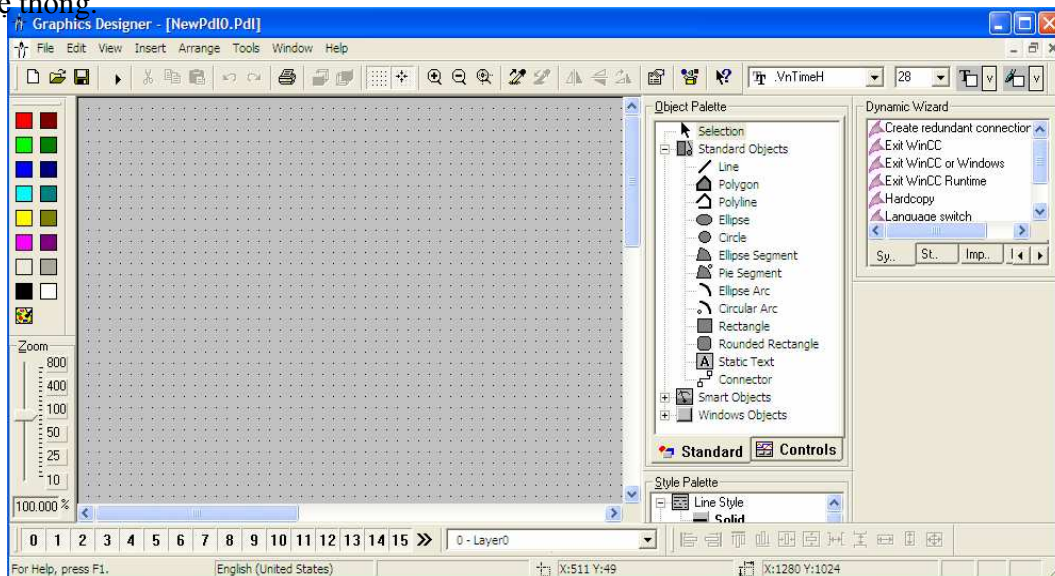 ệ thống.
Graphics Designer - [NewPdl0.Pdl]
File Edit View Insert Arrange Tools Window Help
.VnTimeH 28
Object Palette
Selection
Standard Objects
Line
Polygon
Polyline
Ellipse
Circle
Ellipse Segment
Pie Segment
Ellipse Arc
Circular Arc
Rectangle
Rounded Rectangle
Static Text
Connector
Smart Objects
Windows Objects
Standard Controls
Dynamic Wizard
Create redundant connection
Exit WinCC
Exit WinCC or Windows
Exit WinCC Runtime
Hardcopy
Language switch
Sy.. St.. Imp..
Zoom
800
400
100
50
25
10
100.000 %
Style Palette
Line Style
Solid
0 1 2 3 4 5 6 7 8 9 10 11 12 13 14 15
0 - Layer0
For Help, press F1. English (United States) X:511 Y:49 X:1280 Y:1024